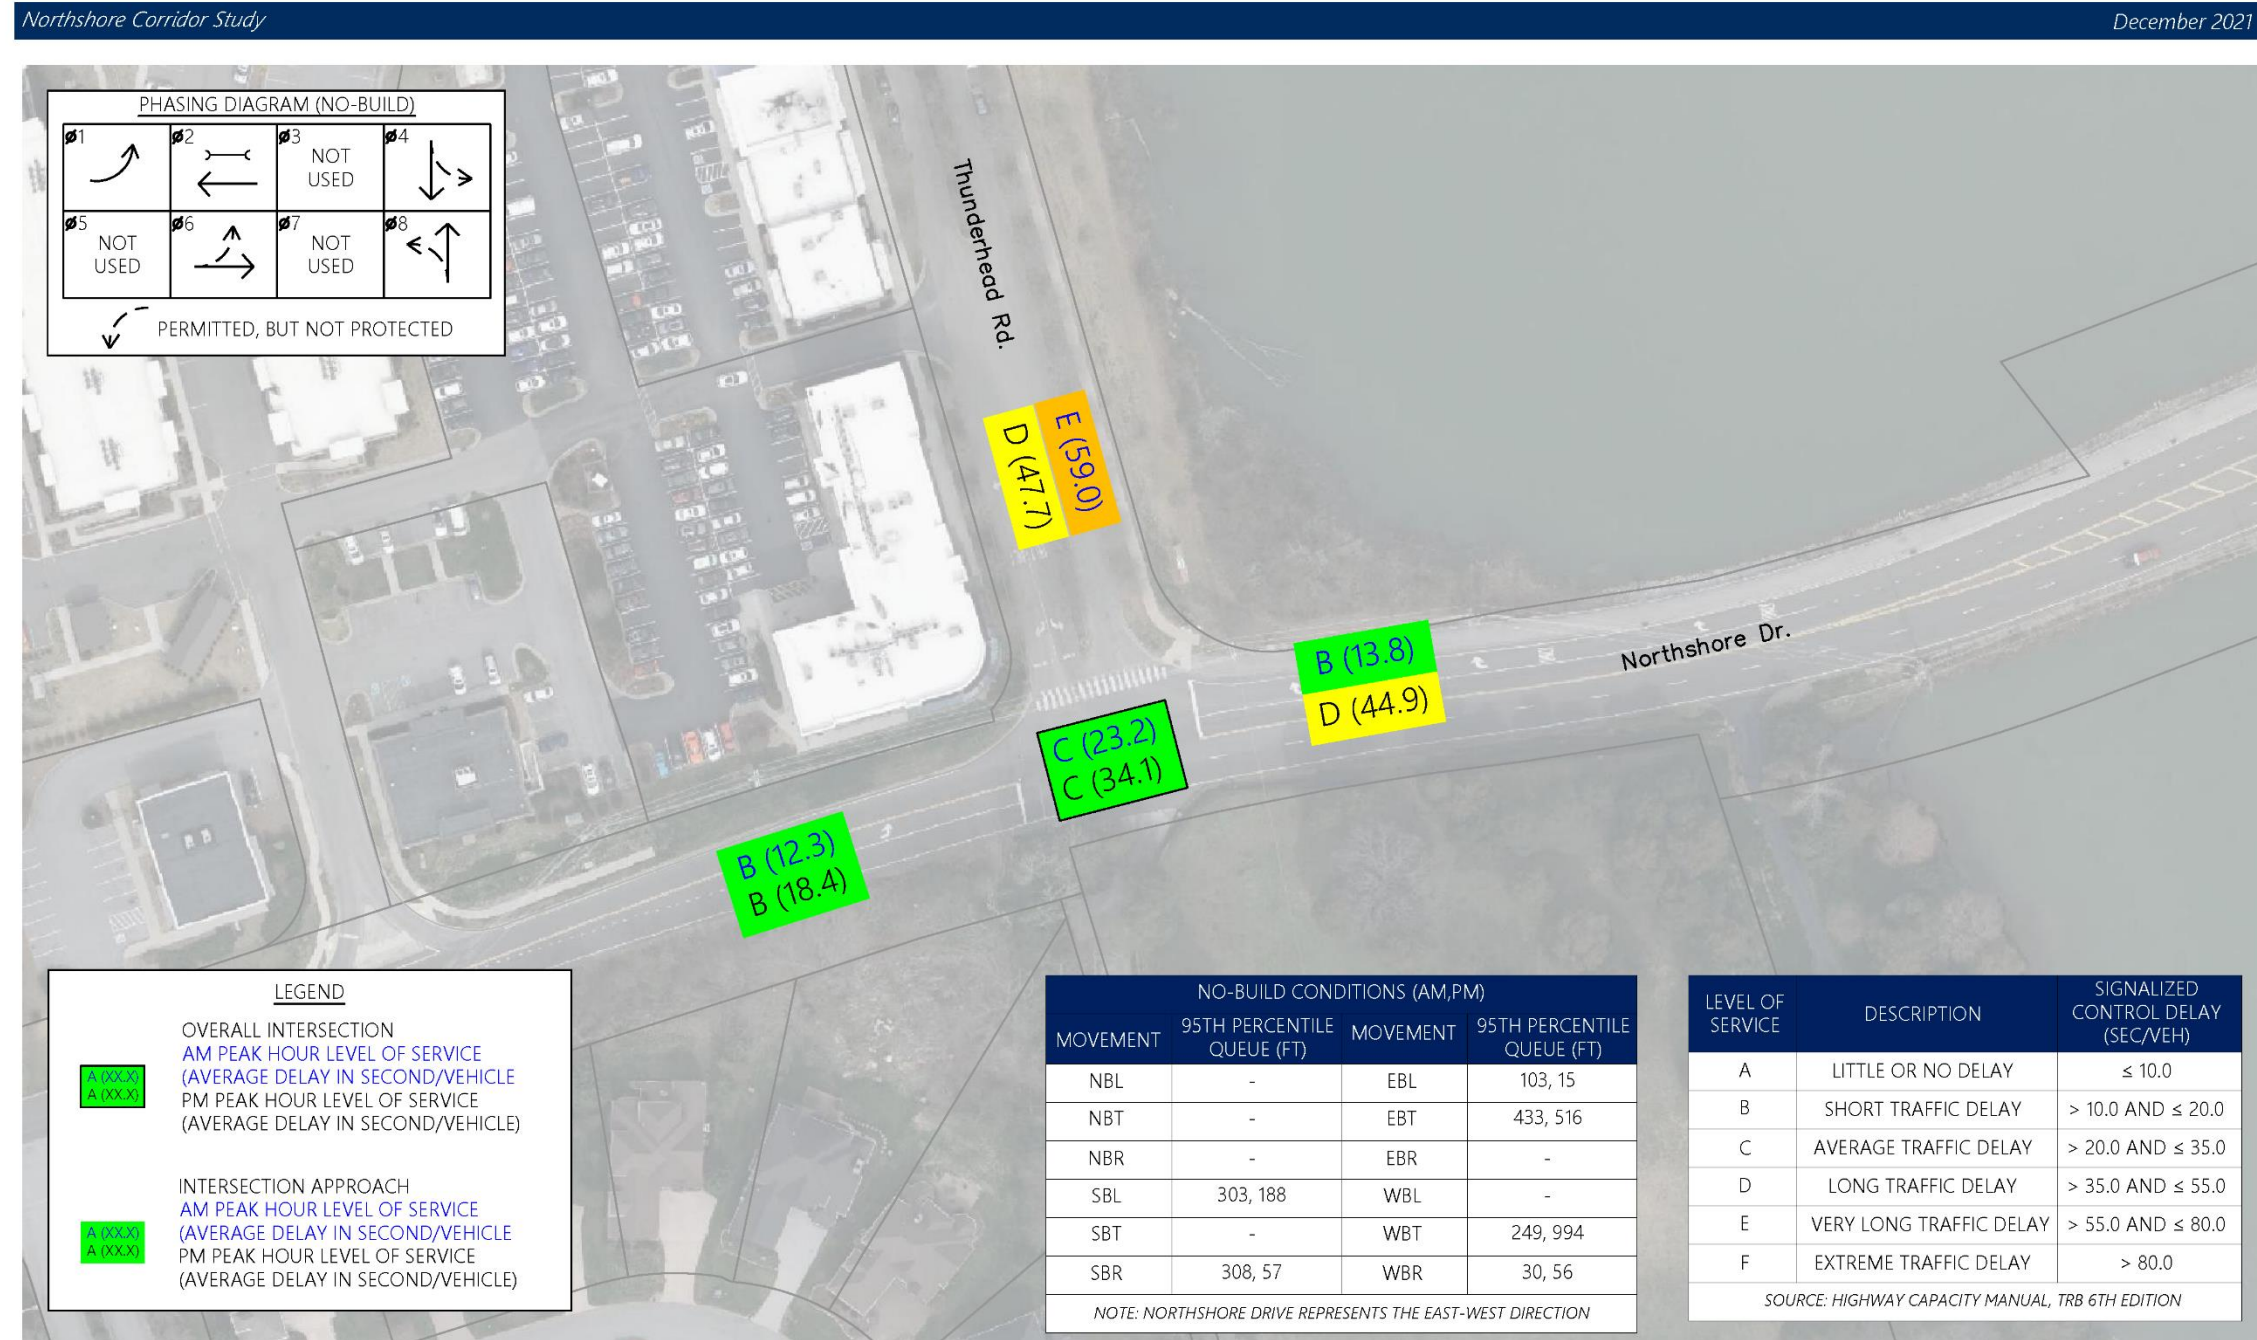 Northshore Corridor Study
December 2021
PHASING DIAGRAM (NO-BUILD)
ø1
ø2
ø3
NOT
USED
ø4
ø5
NOT
USED
ø6
ø7
NOT
USED
ø8
PERMITTED, BUT NOT PROTECTED
Thunderhead Rd.
E (59.0)
D (47.7)
B (13.8)
D (44.9)
Northshore Dr.
C (23.2)
C (34.1)
B (12.3)
B (18.4)
LEGEND
OVERALL INTERSECTION
AM PEAK HOUR LEVEL OF SERVICE
(AVERAGE DELAY IN SECOND/VEHICLE
PM PEAK HOUR LEVEL OF SERVICE
(AVERAGE DELAY IN SECOND/VEHICLE)
A (XX.X)
A (XX.X)
INTERSECTION APPROACH
AM PEAK HOUR LEVEL OF SERVICE
(AVERAGE DELAY IN SECOND/VEHICLE
PM PEAK HOUR LEVEL OF SERVICE
(AVERAGE DELAY IN SECOND/VEHICLE)
A (XX.X)
A (XX.X)
NO-BUILD CONDITIONS (AM,PM)
MOVEMENT 95TH PERCENTILE QUEUE (FT) MOVEMENT 95TH PERCENTILE QUEUE (FT)
NBL - EBL 103, 15
NBT - EBT 433, 516
NBR - EBR -
SBL 303, 188 WBL -
SBT - WBT 249, 994
SBR 308, 57 WBR 30, 56
NOTE: NORTHSHORE DRIVE REPRESENTS THE EAST-WEST DIRECTION
LEVEL OF SERVICE DESCRIPTION SIGNALIZED CONTROL DELAY (SEC/VEH)
A LITTLE OR NO DELAY ≤ 10.0
B SHORT TRAFFIC DELAY > 10.0 AND ≤ 20.0
C AVERAGE TRAFFIC DELAY > 20.0 AND ≤ 35.0
D LONG TRAFFIC DELAY > 35.0 AND ≤ 55.0
E VERY LONG TRAFFIC DELAY > 55.0 AND ≤ 80.0
F EXTREME TRAFFIC DELAY > 80.0
SOURCE: HIGHWAY CAPACITY MANUAL, TRB 6TH EDITION